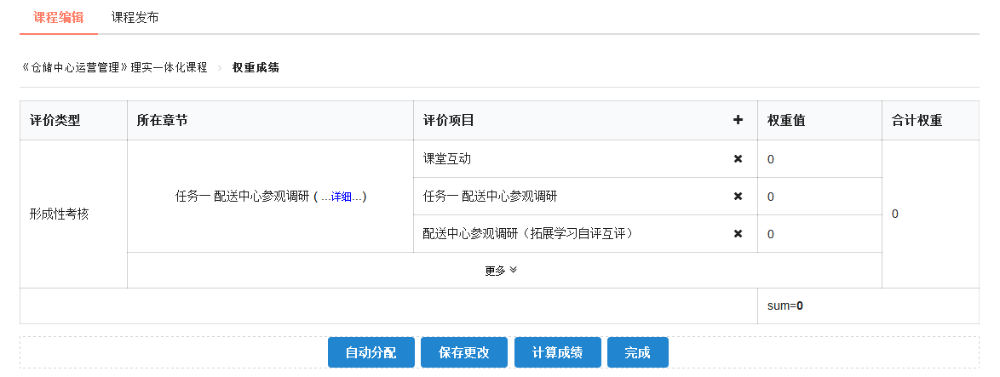 课程编辑 课程发布
《仓储中心运营管理》理实一体化课程 › 权重成绩
评价类型 所在章节 评价项目 + 权重值 合计权重
课堂互动 × 0
形成性考核 任务一 配送中心参观调研 ( ...详细...) 任务一 配送中心参观调研 × 0 0
配送中心参观调研（拓展学习自评互评） × 0
更多
sum=0
自动分配 保存更改 计算成绩 完成